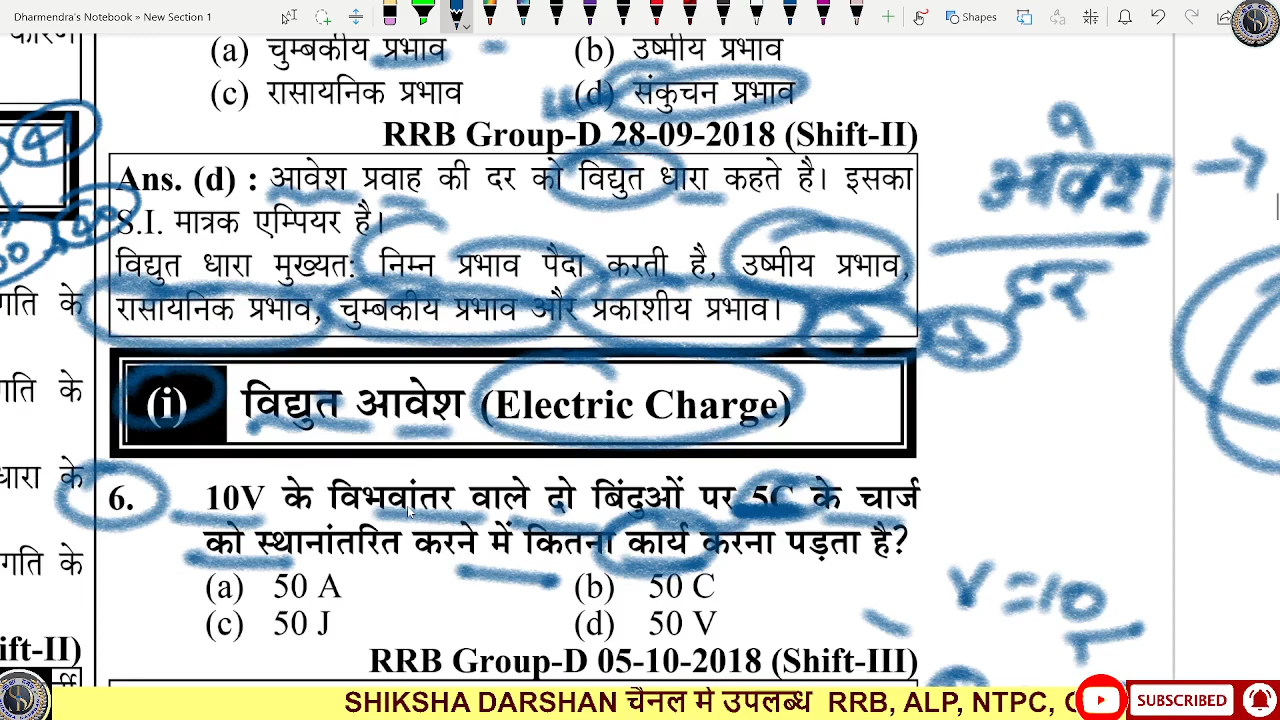 Dharmendra's Notebook » New Section 1
Shapes
कारण
(a) चुम्बकीय प्रभाव (b) उष्मीय प्रभाव
(c) रासायनिक प्रभाव (d) संकुचन प्रभाव
RRB Group-D 28-09-2018 (Shift-II)
Ans. (d) : आवेश प्रवाह की दर को विद्युत धारा कहते है। इसका
S.I. मात्रक एम्पियर है।
विद्युत धारा मुख्यत: निम्न प्रभाव पैदा करती है, उष्मीय प्रभाव,
रासायनिक प्रभाव, चुम्बकीय प्रभाव और प्रकाशीय प्रभाव।
आवेश
दर
गति के
(i) विद्युत आवेश (Electric Charge)
गति के
धारा के
6. 10V के विभवांतर वाले दो बिंदुओं पर 5C के चार्ज
को स्थानांतरित करने में कितना कार्य करना पड़ता है?
गति के
(a) 50 A (b) 50 C
(c) 50 J (d) 50 V
V = 10
ift-II)
RRB Group-D 05-10-2018 (Shift-III)
SHIKSHA DARSHAN चैनल मे उपलब्ध RRB, ALP, NTPC,
SUBSCRIBED